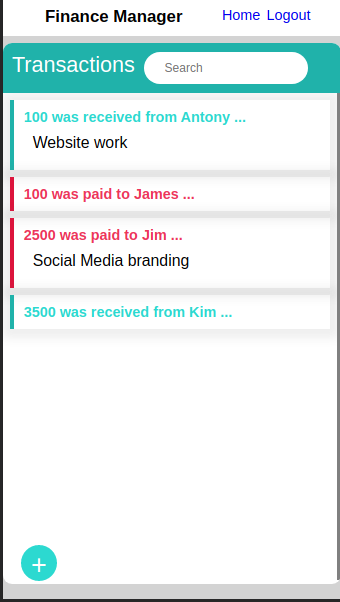 Finance Manager
Home Logout
Transactions
Search
100 was received from Antony ...
Website work
100 was paid to James ...
2500 was paid to Jim ...
Social Media branding
3500 was received from Kim ...
+